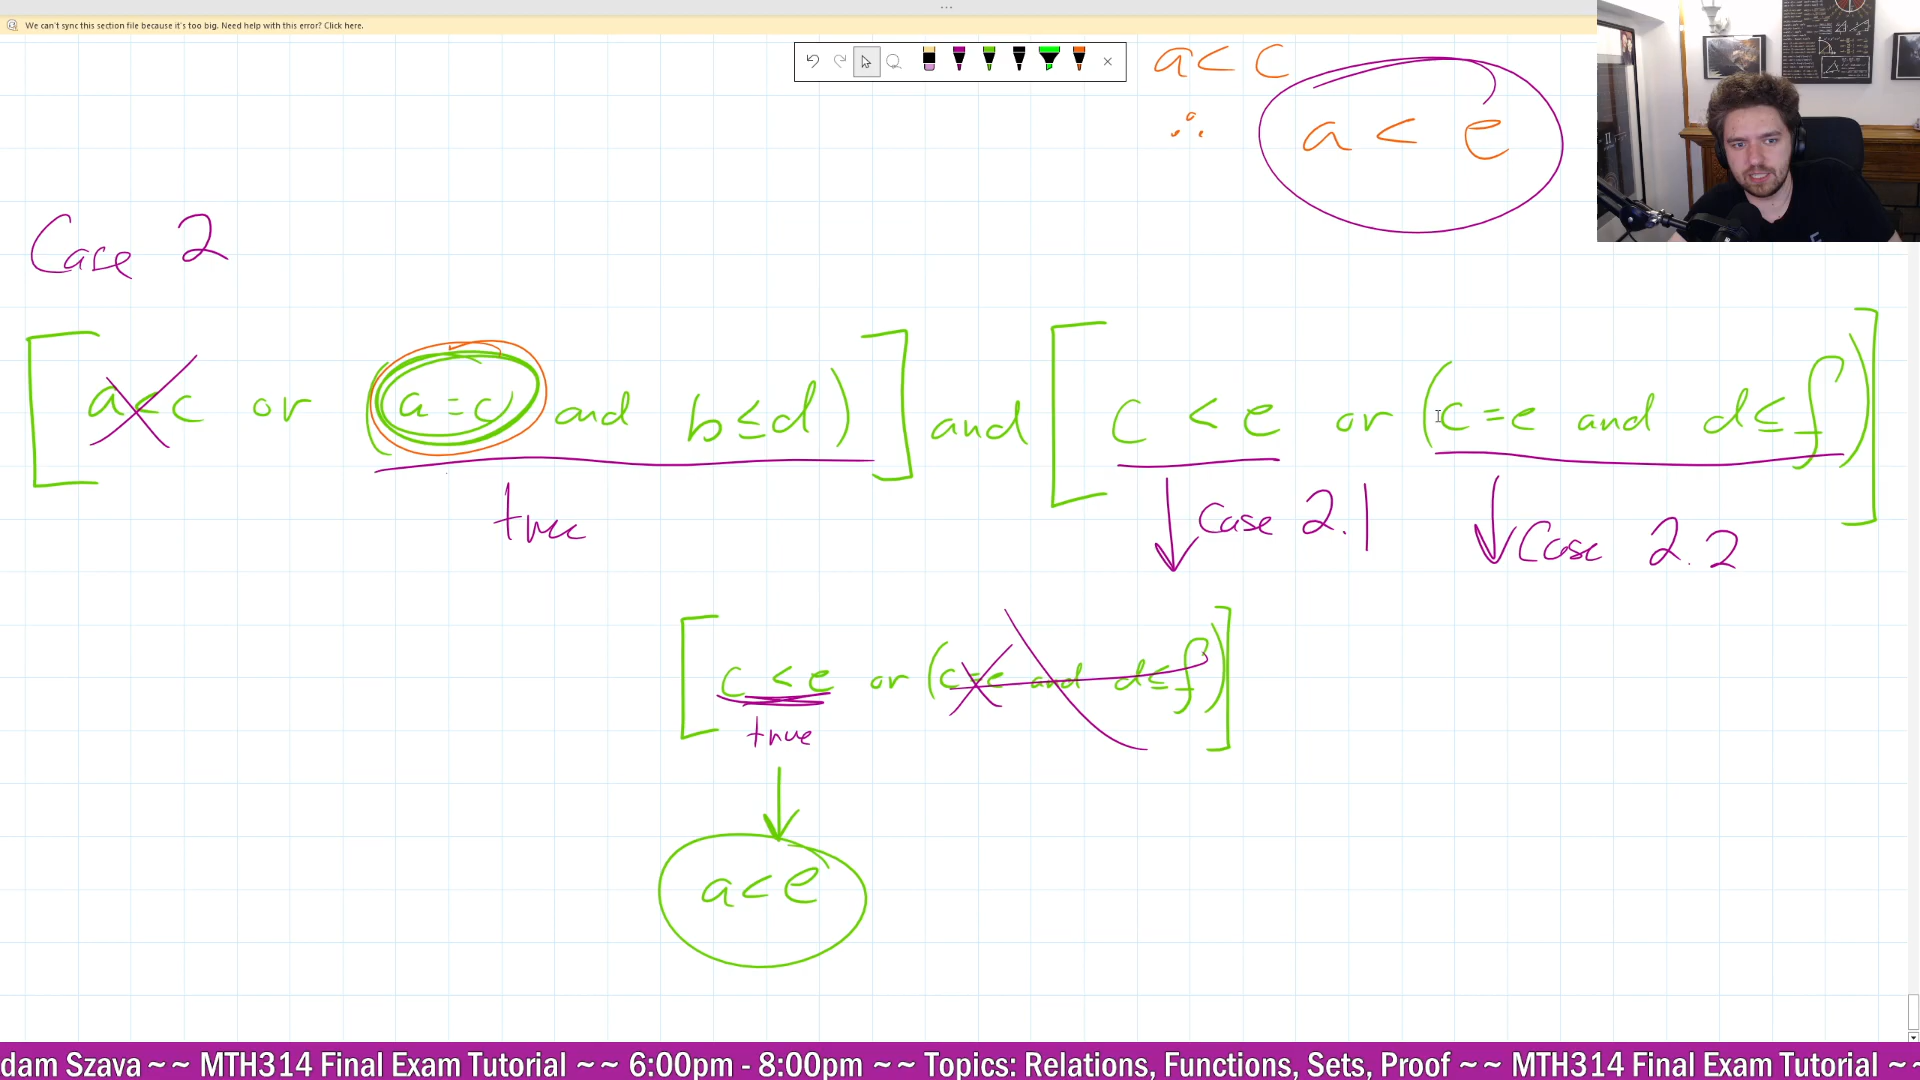 We can't sync this section file because it's too big. Need help with this error? Click here.
a < c
∴ a < e
Case 2
[a < c or (a = c and b ≤ d)] and [c < e or (c = e and d ≤ f)]
true
Case 2.1
Case 2.2
[c < e or (c = e and d ≤ f)]
true
a < e
dam Szava ~~ MTH314 Final Exam Tutorial ~~ 6:00pm - 8:00pm ~~ Topics: Relations, Functions, Sets, Proof ~~ MTH314 Final Exam Tutorial ~~